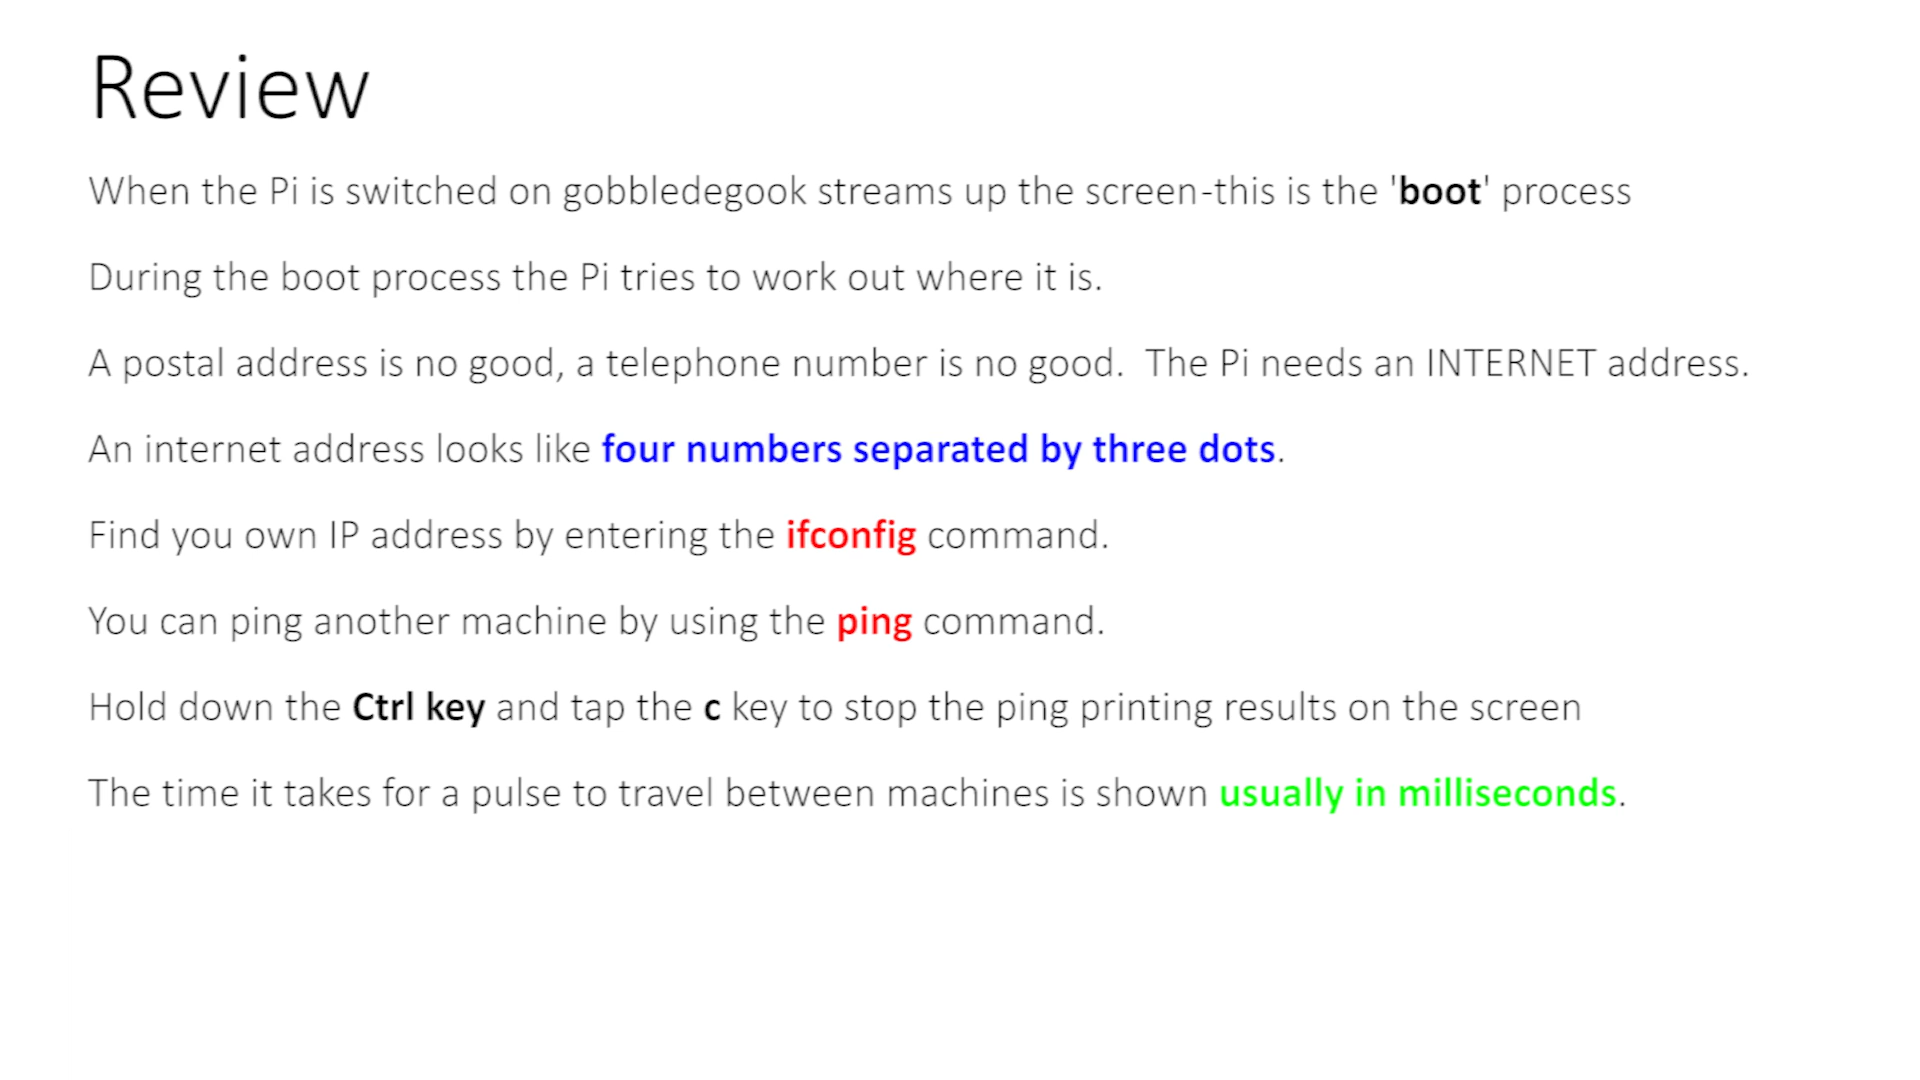 Review
When the Pi is switched on gobbledegook streams up the screen-this is the 'boot' process
During the boot process the Pi tries to work out where it is.
A postal address is no good, a telephone number is no good.  The Pi needs an INTERNET address.
An internet address looks like four numbers separated by three dots.
Find you own IP address by entering the ifconfig command.
You can ping another machine by using the ping command.
Hold down the Ctrl key and tap the c key to stop the ping printing results on the screen
The time it takes for a pulse to travel between machines is shown usually in milliseconds.